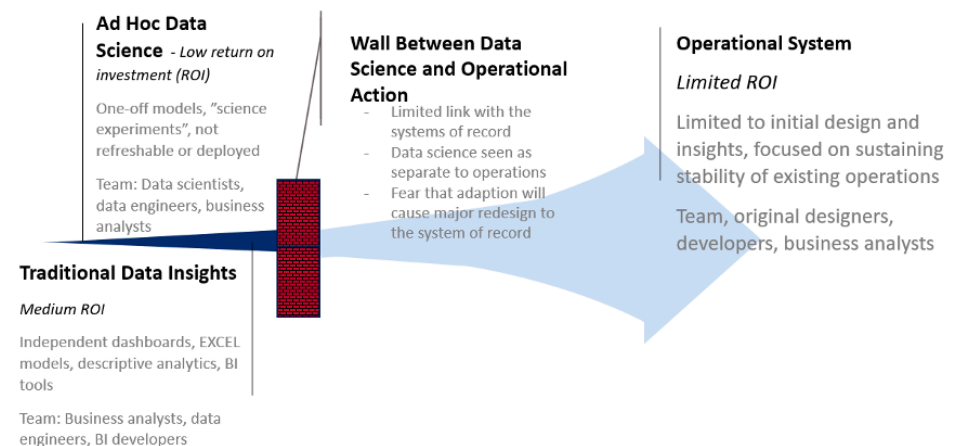 Ad Hoc Data
Science - Low return on
investment (ROI)
One-off models, "science
experiments", not
refreshable or deployed
Team: Data scientists,
data engineers, business
analysts
Traditional Data Insights
Medium ROI
Independent dashboards, EXCEL
models, descriptive analytics, BI
tools
Team: Business analysts, data
engineers, BI developers
Wall Between Data
Science and Operational
Action
- Limited link with the
systems of record
- Data science seen as
separate to operations
- Fear that adaption will
cause major redesign to
the system of record
Operational System
Limited ROI
Limited to initial design and
insights, focused on sustaining
stability of existing operations
Team, original designers,
developers, business analysts